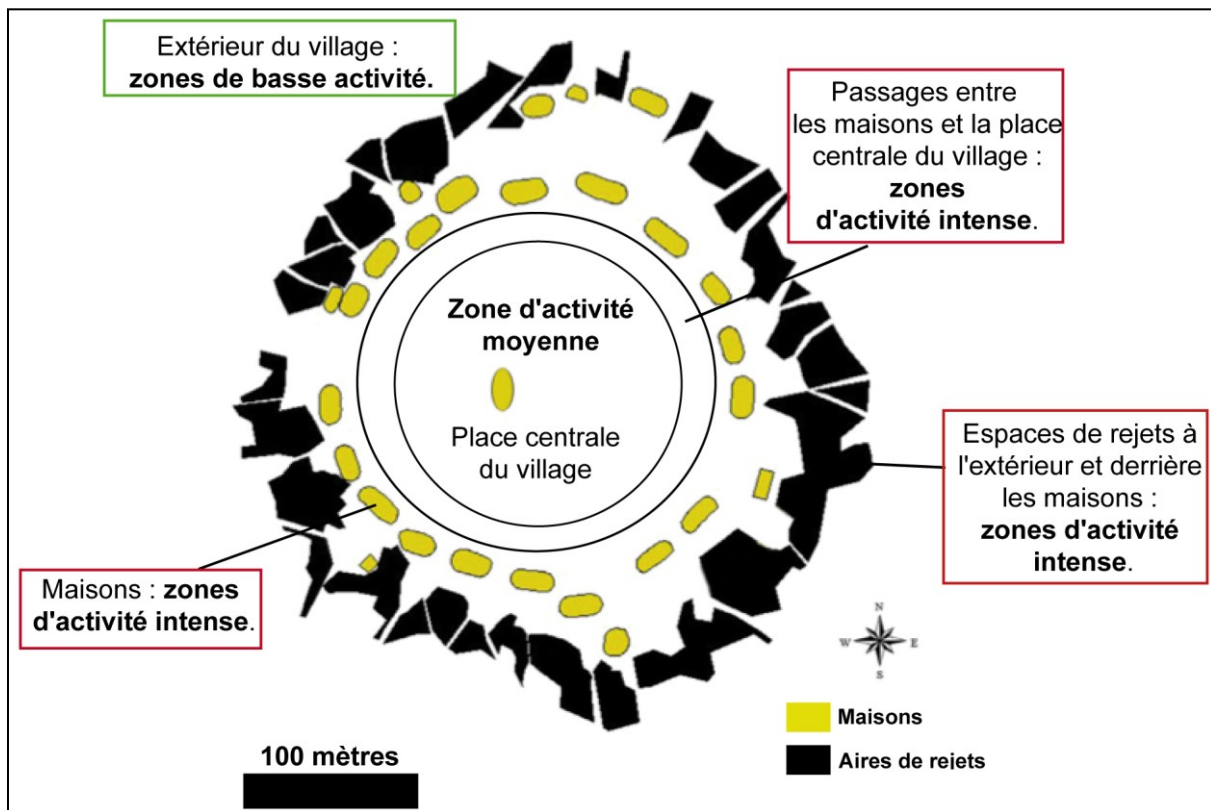 Extérieur du village :
zones de basse activité.
Passages entre
les maisons et la place
centrale du village :
zones
d'activité intense.
Zone d'activité
moyenne
Place centrale
du village
Espaces de rejets à
l'extérieur et derrière
les maisons :
zones d'activité
intense.
Maisons : zones
d'activité intense.
N
W E
S
Maisons
Aires de rejets
100 mètres